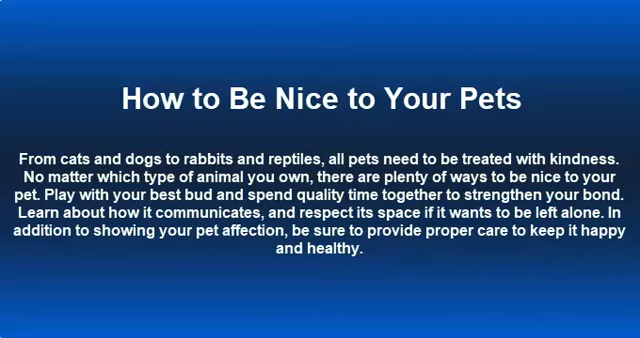 How to Be Nice to Your Pets
From cats and dogs to rabbits and reptiles, all pets need to be treated with kindness.
No matter which type of animal you own, there are plenty of ways to be nice to your
pet. Play with your best bud and spend quality time together to strengthen your bond.
Learn about how it communicates, and respect its space if it wants to be left alone. In
addition to showing your pet affection, be sure to provide proper care to keep it happy
and healthy.